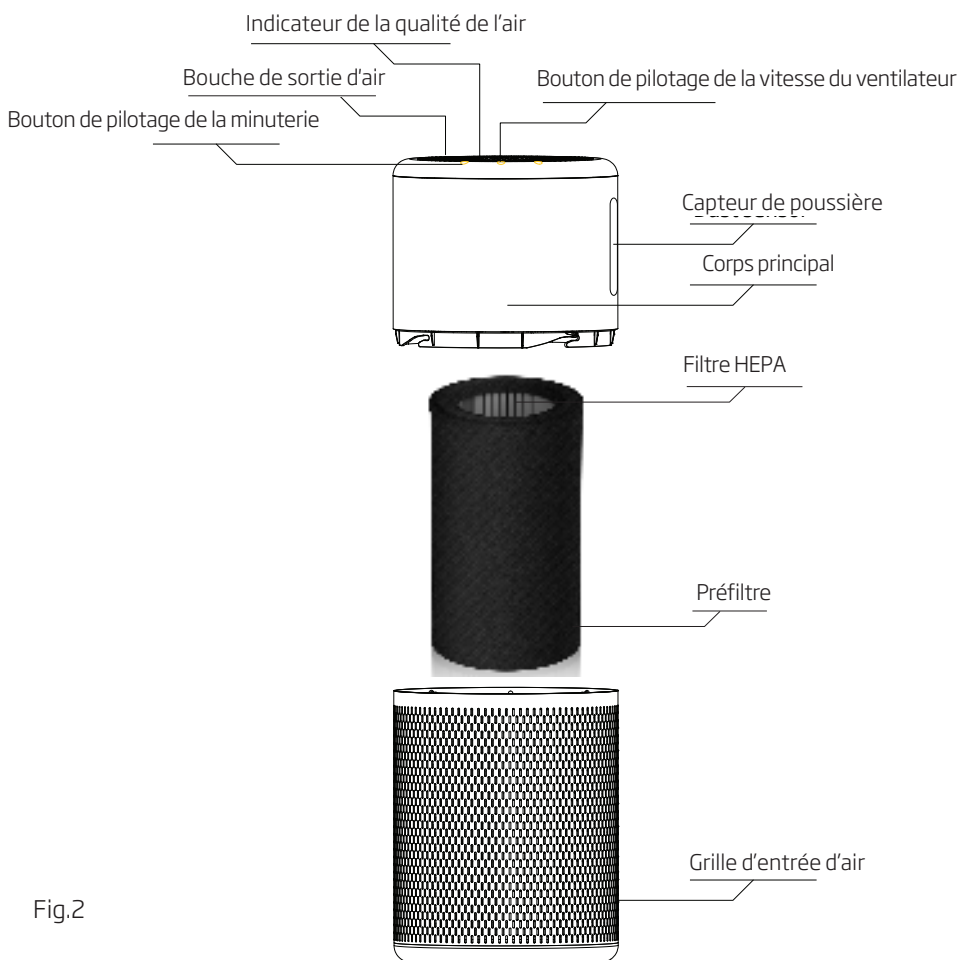 Indicateur de la qualité de l’air
Bouche de sortie d’air
Bouton de pilotage de la vitesse du ventilateur
Bouton de pilotage de la minuterie
Capteur de poussière
Corps principal
Filtre HEPA
Préfiltre
Grille d’entrée d’air
Fig.2